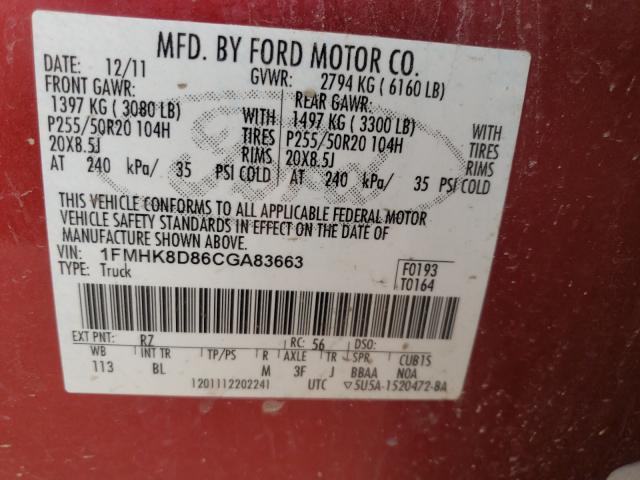 MFD. BY FORD MOTOR CO.
DATE: 12/11 GVWR: 2794 KG ( 6160 LB)
FRONT GAWR: REAR GAWR:
1397 KG ( 3080 LB) WITH 1497 KG ( 3300 LB) WITH
P255/50R20 104H TIRES P255/50R20 104H TIRES
20X8.5J RIMS 20X8.5J RIMS
AT 240 kPa/ 35 PSI COLD AT 240 kPa/ 35 PSI COLD
THIS VEHICLE CONFORMS TO ALL APPLICABLE FEDERAL MOTOR
VEHICLE SAFETY STANDARDS IN EFFECT ON THE DATE OF
MANUFACTURE SHOWN ABOVE.
VIN: 1FMHK8D86CGA83663 F0193
TYPE: Truck T0164
EXT PNT: RZ RC: 56 DSO:
WB INT TR TP/PS R AXLE TR SPR CUBTS
113 BL M 3F J BBAA NOA
1201112202241 UTC ▽5U5A-1520472-BA
Ford